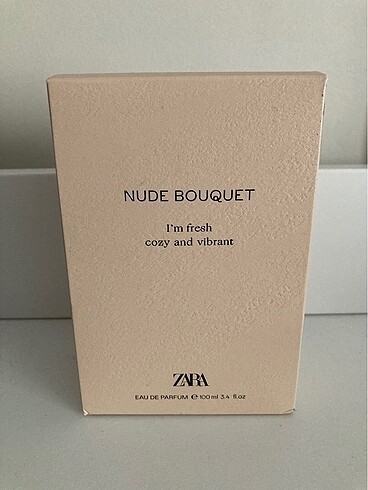 NUDE BOUQUET
I'm fresh
cozy and vibrant
ZARA
EAU DE PARFUM ℮ 100 ml 3.4 fl.oz